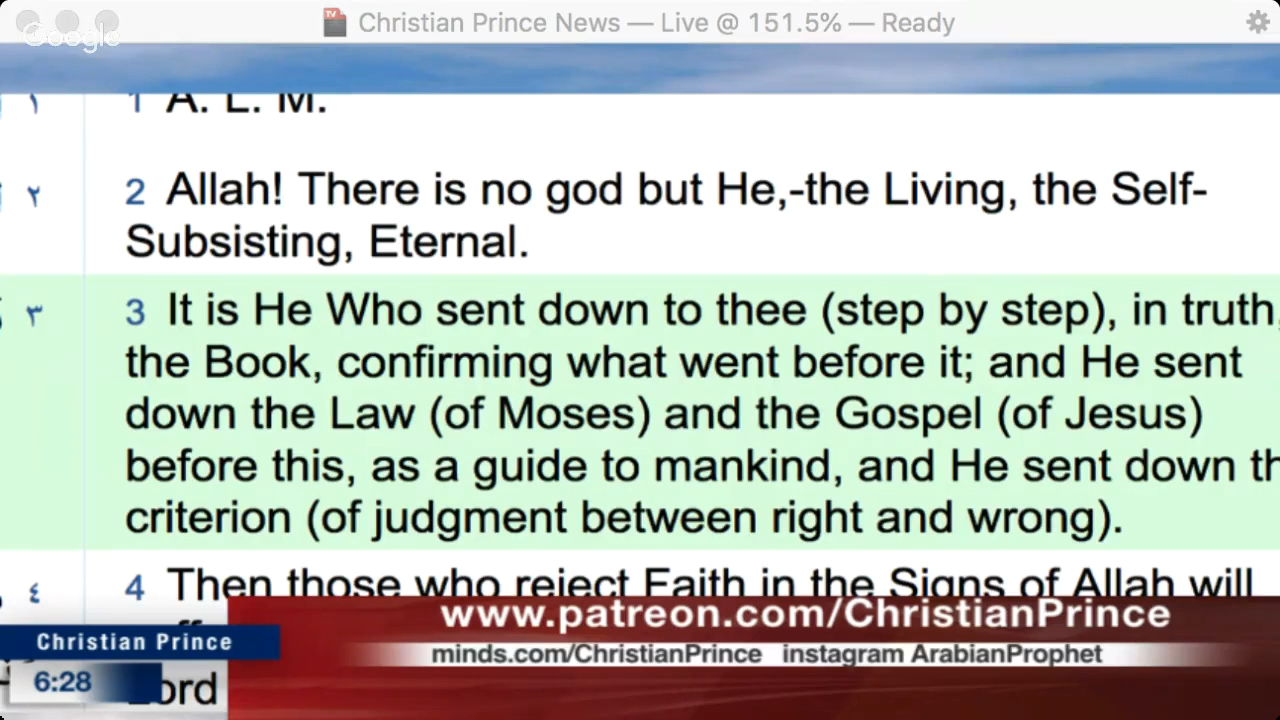 Christian Prince News — Live @ 151.5% — Ready
Google
١ 1 A. L. M.
٢ 2 Allah! There is no god but He,-the Living, the Self-
Subsisting, Eternal.
٣ 3 It is He Who sent down to thee (step by step), in truth,
the Book, confirming what went before it; and He sent
down the Law (of Moses) and the Gospel (of Jesus)
before this, as a guide to mankind, and He sent down th
criterion (of judgment between right and wrong).
٤ 4 Then those who reject Faith in the Signs of Allah will
ord
www.patreon.com/ChristianPrince
Christian Prince
minds.com/ChristianPrince instagram ArabianProphet
6:28